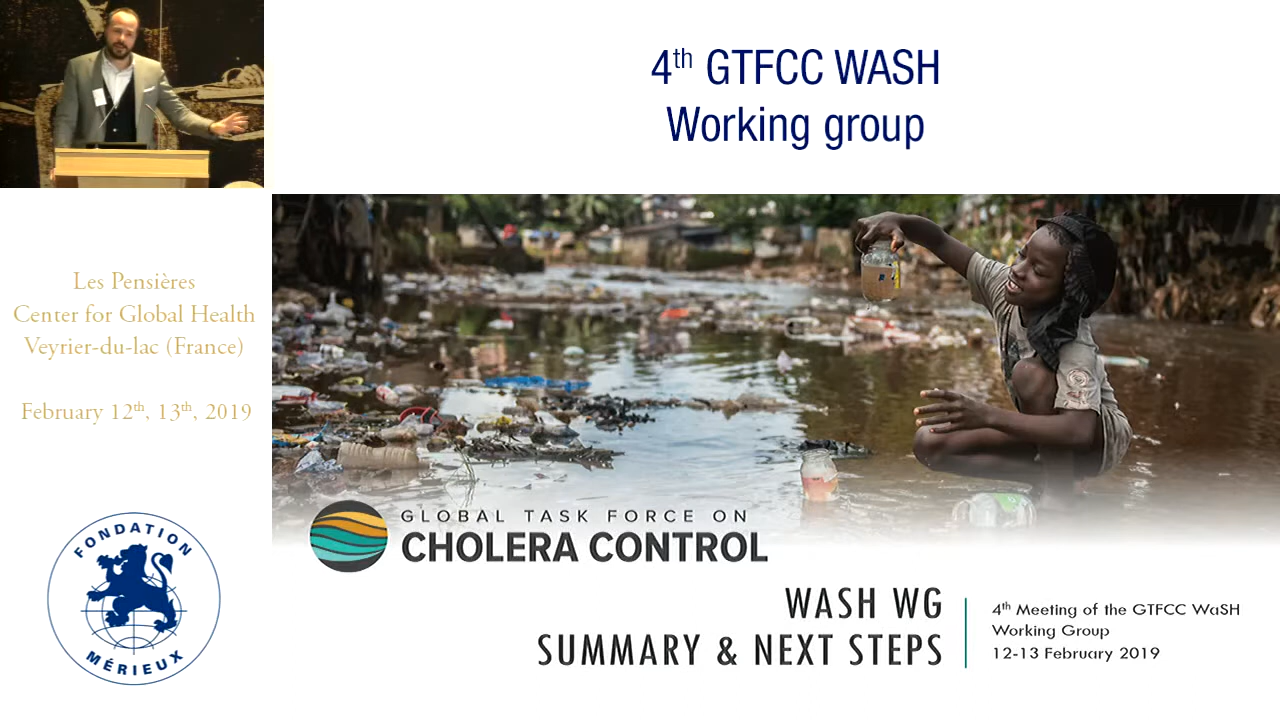 4th GTFCC WASH
Working group
Les Pensières
Center for Global Health
Veyrier-du-lac (France)
February 12th, 13th, 2019
FONDATION
MÉRIEUX
GLOBAL TASK FORCE ON
CHOLERA CONTROL
WASH WG
SUMMARY & NEXT STEPS
4th Meeting of the GTFCC WaSH
Working Group
12-13 February 2019